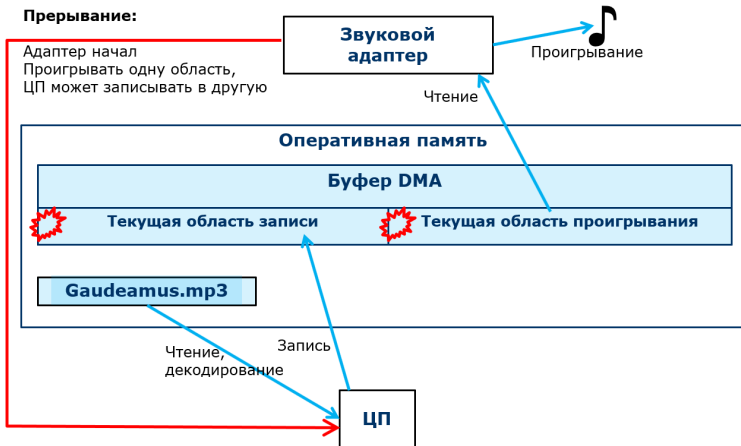 Прерывание:
Адаптер начал
Проигрывать одну область,
ЦП может записывать в другую
Звуковой
адаптер
Проигрывание
Чтение
Оперативная память
Буфер DMA
Текущая область записи
Текущая область проигрывания
Gaudeamus.mp3
Чтение,
декодирование
Запись
ЦП